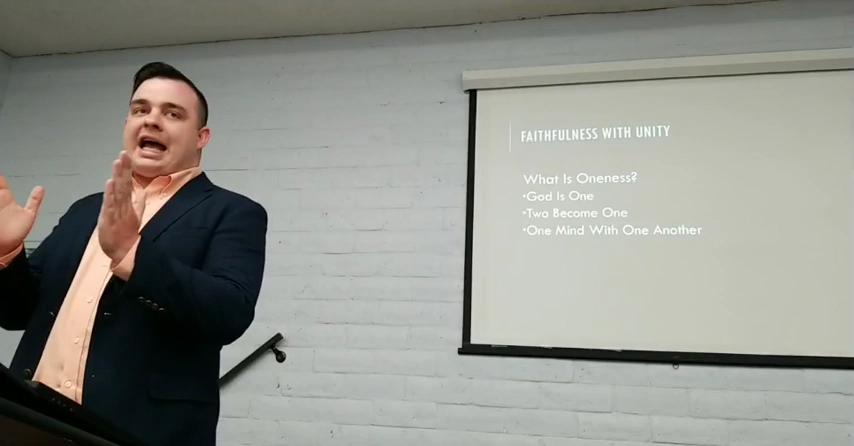 FAITHFULNESS WITH UNITY
What Is Oneness?
•God Is One
•Two Become One
•One Mind With One Another